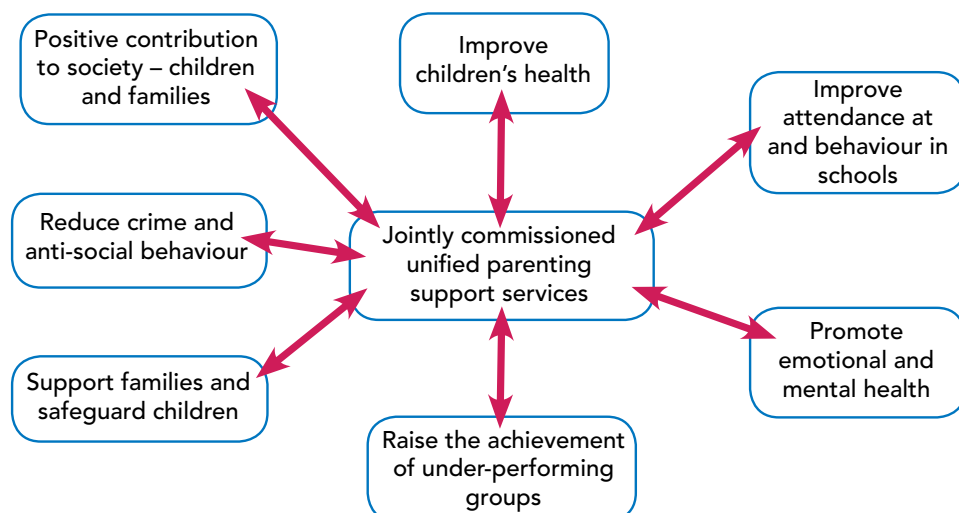 Positive contribution
to society – children
and families
Improve
children’s health
Improve
attendance at
and behaviour in
schools
Reduce crime and
anti-social behaviour
Jointly commissioned
unified parenting
support services
Promote
emotional and
mental health
Support families and
safeguard children
Raise the achievement
of under-performing
groups